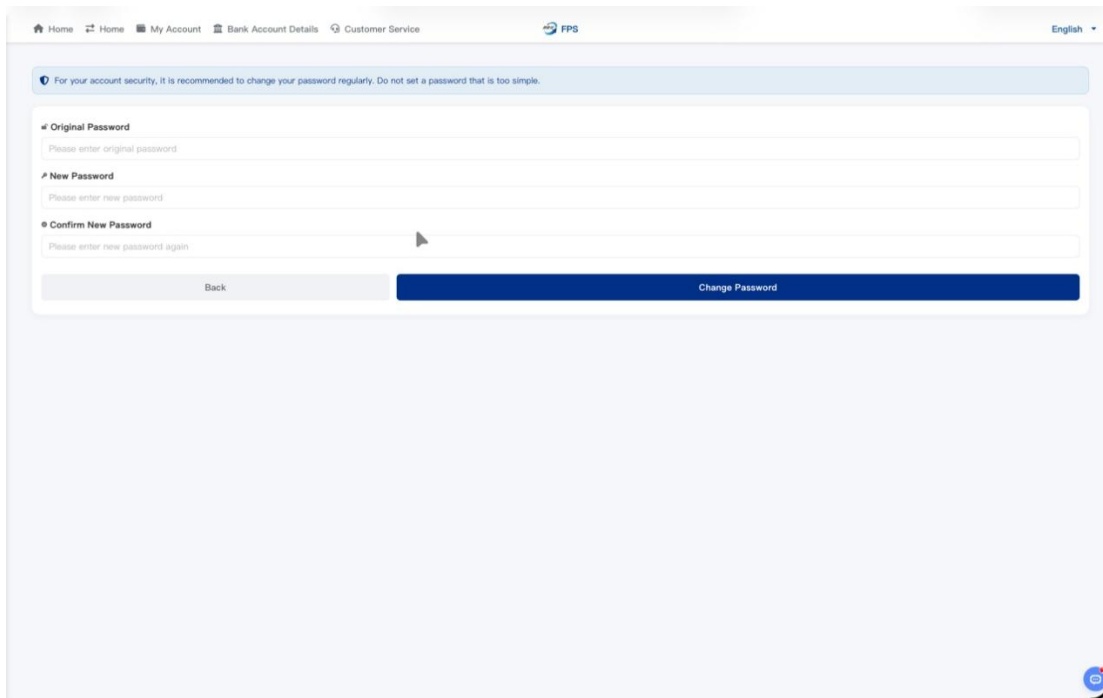 Home Home My Account Bank Account Details Customer Service FPS English
For your account security, it is recommended to change your password regularly. Do not set a password that is too simple.
Original Password
Please enter original password
New Password
Please enter new password
Confirm New Password
Please enter new password again
Back Change Password